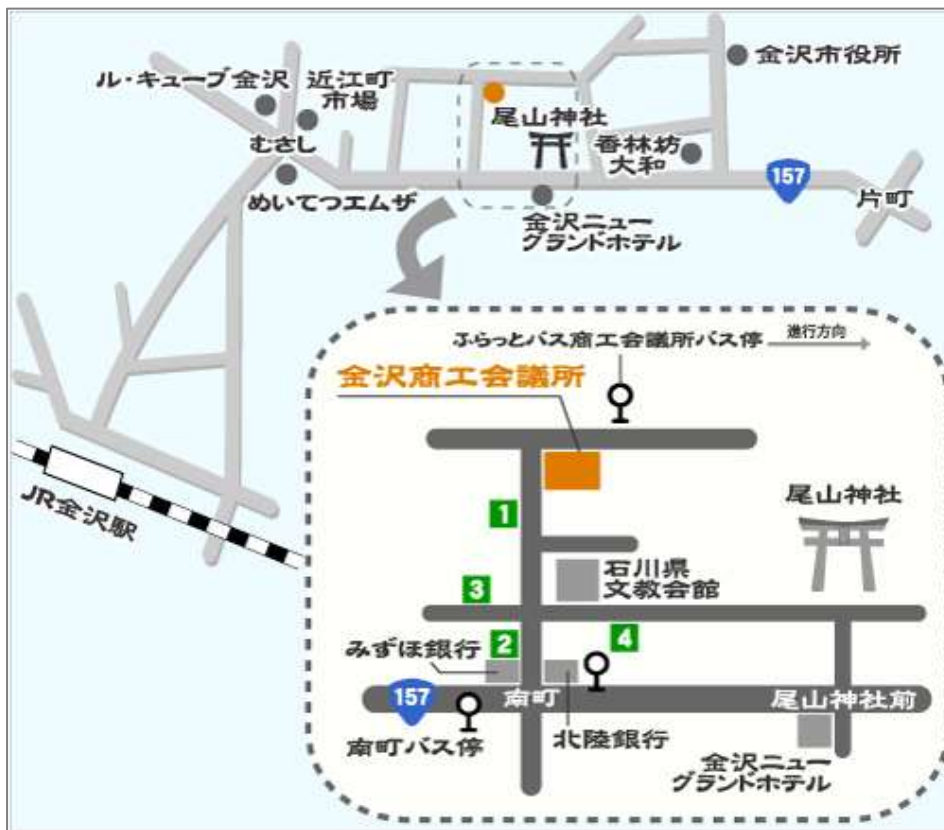 金沢市役所
ル・キューブ金沢
近江町
市場
尾山神社
むさし
香林坊
大和
157
めいてつエムザ
片町
金沢ニュー
グランドホテル
ふらっとバス商工会議所バス停
進行方向
金沢商工会議所
JR金沢駅
尾山神社
1
石川県
文教会館
3
2
4
みずほ銀行
157
南町
尾山神社前
南町バス停
北陸銀行
金沢ニュー
グランドホテル